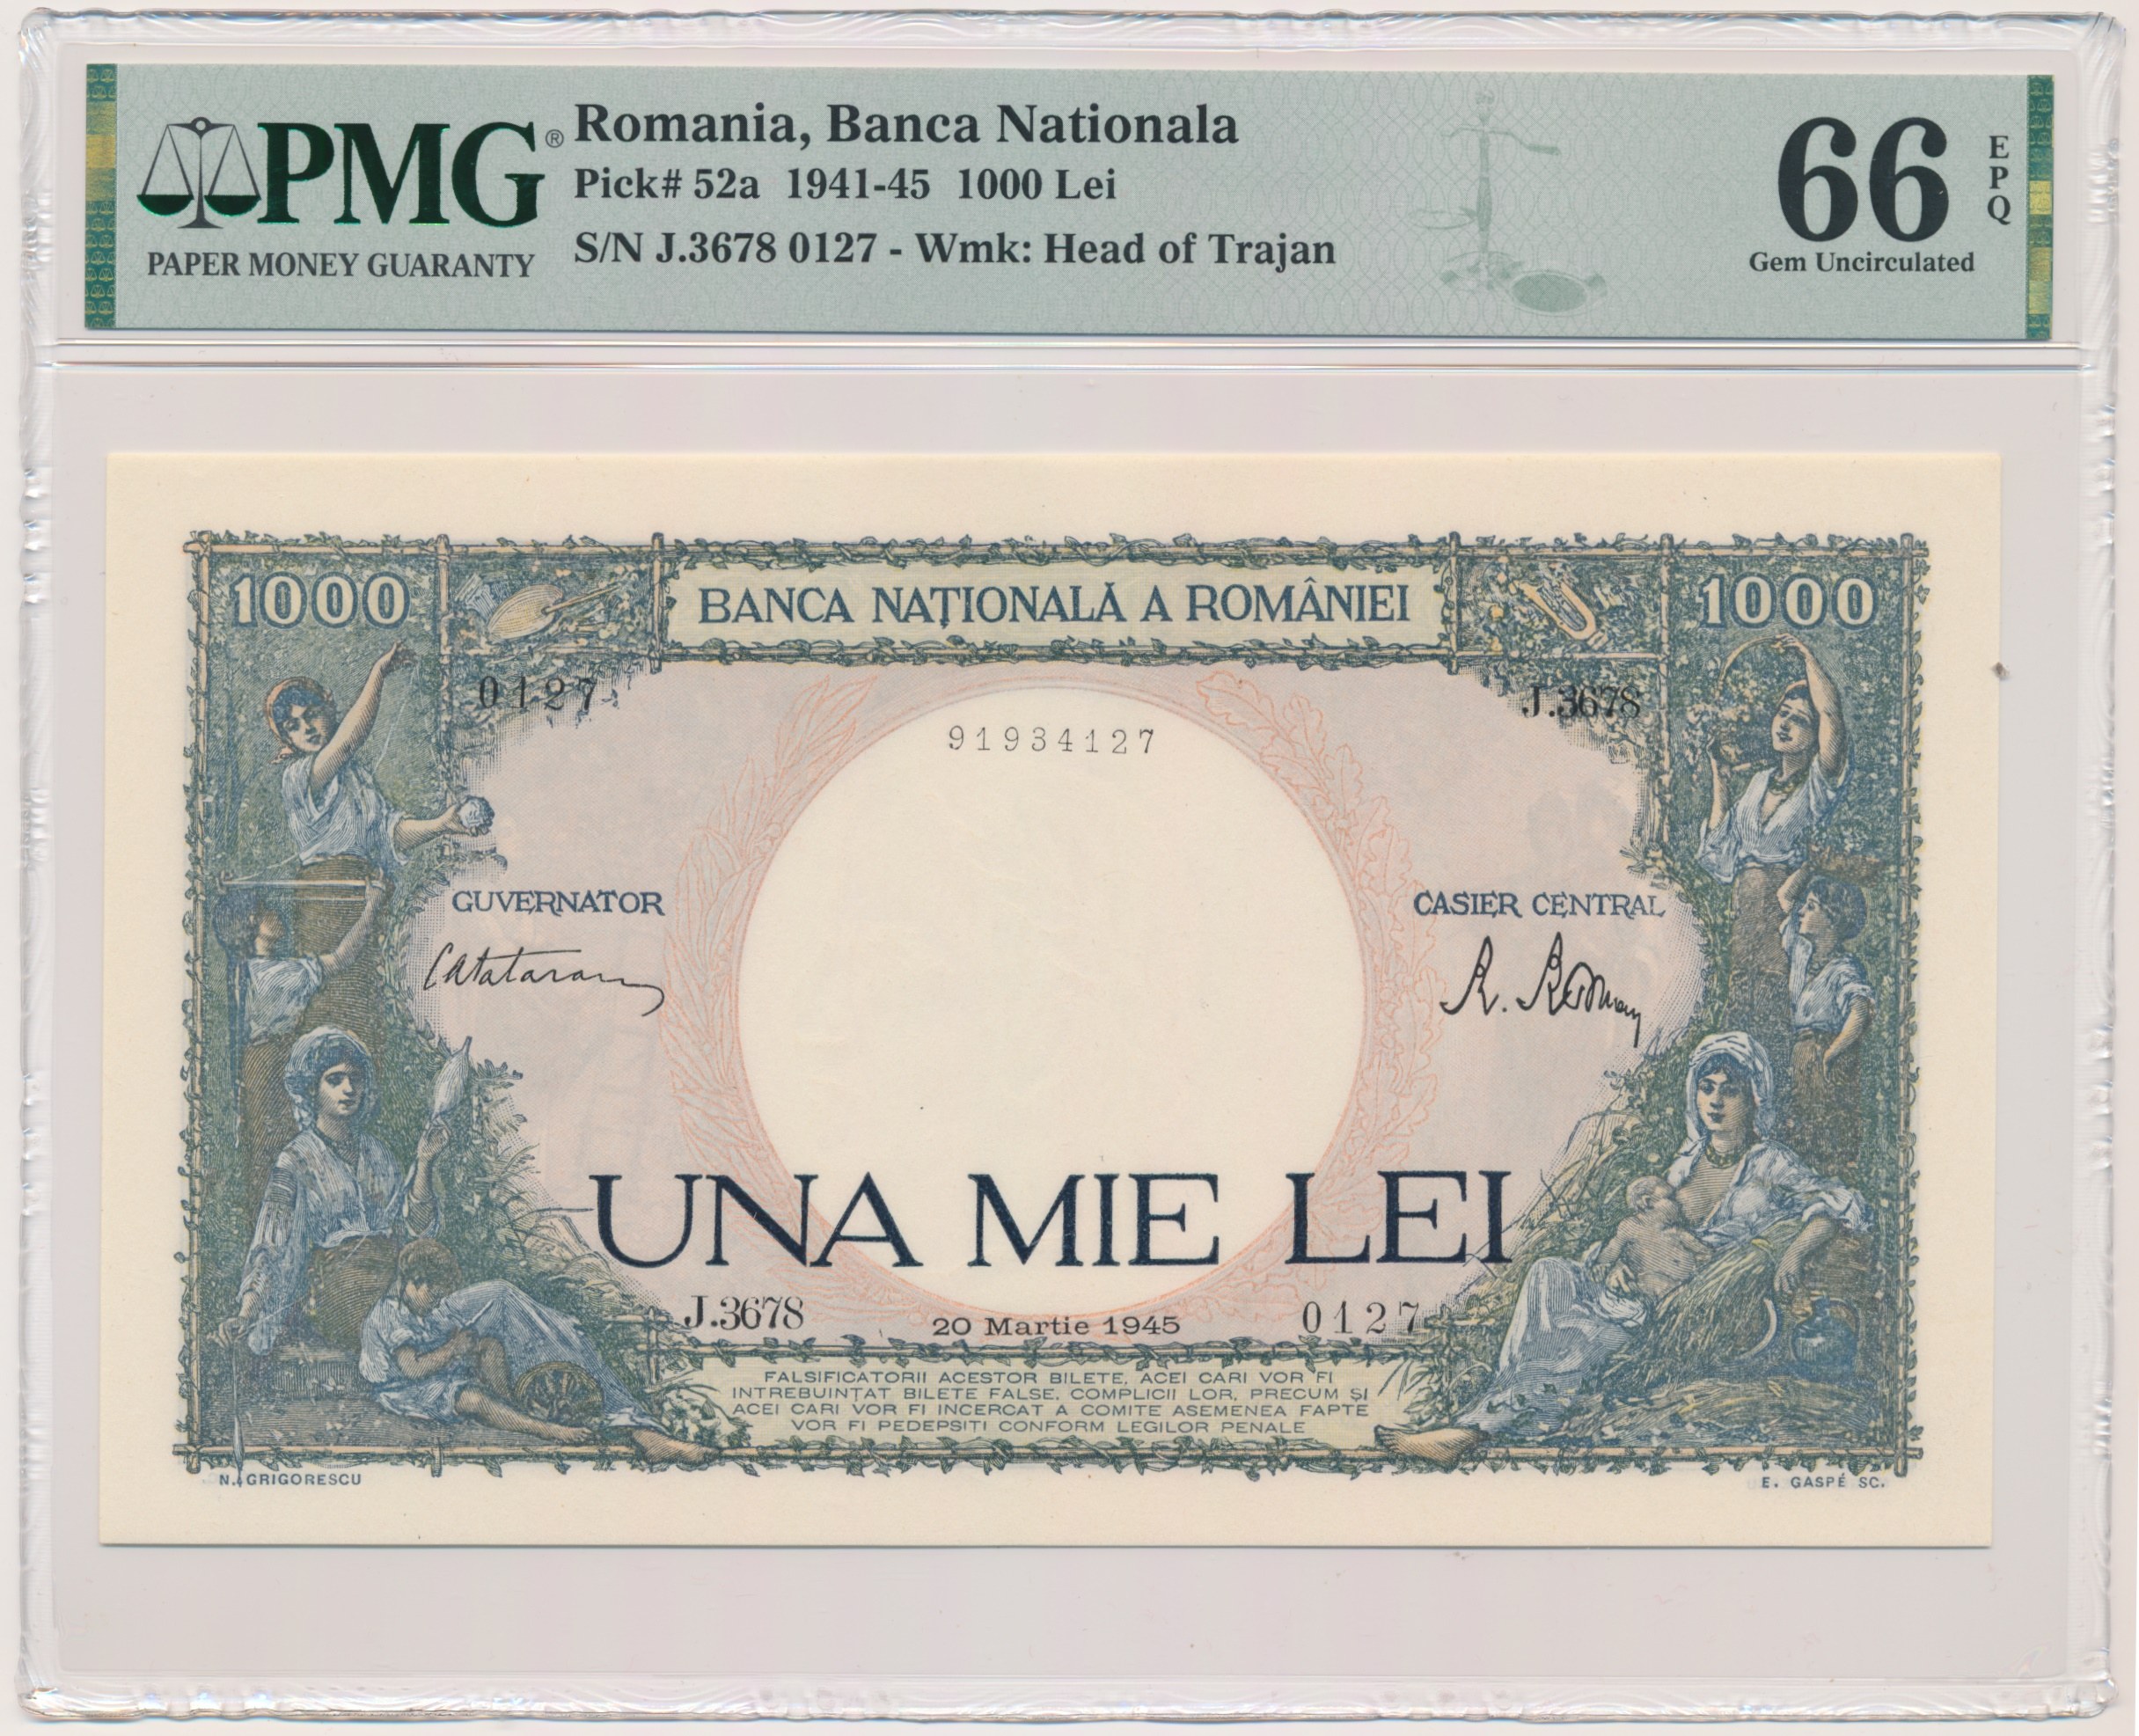 PMG®
PAPER MONEY GUARANTY
Romania, Banca Nationala
Pick# 52a 1941-45 1000 Lei
S/N J.3678 0127 - Wmk: Head of Trajan
66
EPQ
Gem Uncirculated
1000
BANCA NAȚIONALĂ A ROMÂNIEI
1000
0127
J.3678
91934127
GUVERNATOR
CASIER CENTRAL
UNA MIE LEI
J.3678
20 Martie 1945
0127
FALSIFICATORII ACESTOR BILETE, ACEI CARI VOR FI
INTREBUINȚAT BILETE FALSE, COMPLICII LOR, PRECUM ȘI
ACEI CARI VOR FI INCERCAT A COMITE ASEMENEA FAPTE
VOR FI PEDEPSIȚI CONFORM LEGILOR PENALE
N. GRIGORESCU
E. GASPÉ SC.